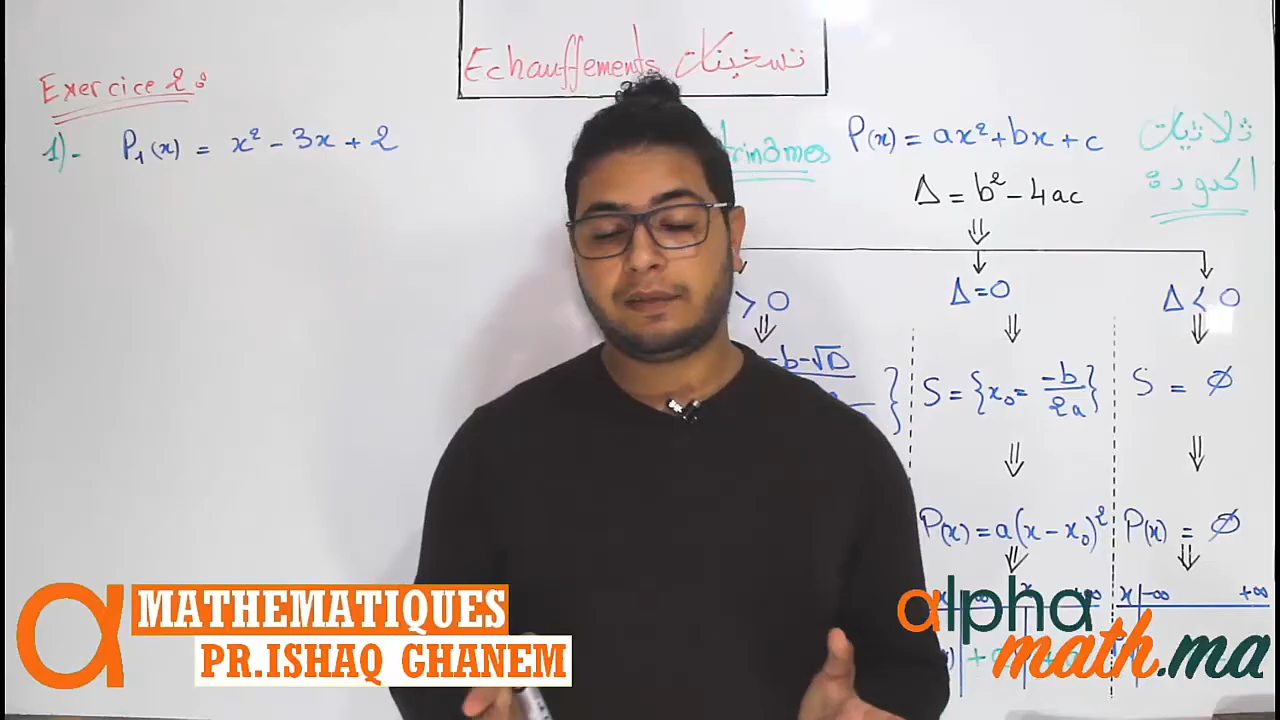 Echauffements تسخينات
Exercice 2:
1)- P₁(x) = x² - 3x + 2
trinômes P(x) = ax² + bx + c ثلاثيات
Δ = b² - 4ac الحدود
⇓
> 0 Δ = 0 Δ < 0
⇓ ⇓ ⇓
-b-√Δ
} S = {x₀ = -b/2a} S = ∅
⇓ ⇓
P(x) = a(x - x₀)² P(x) = ∅
⇓ ⇓
x -∞ +∞
MATHEMATIQUES
PR.ISHAQ GHANEM
alpha
math.ma